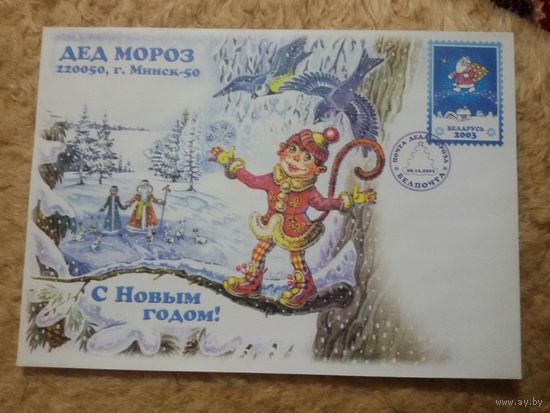 ДЕД МОРОЗ
220050, г. Минск-50
С Новым
годом!
БЕЛАРУСЬ
2003
ПОЧТА ДЕДА МОРОЗА
БЕЛПОЧТА
www.ay.by